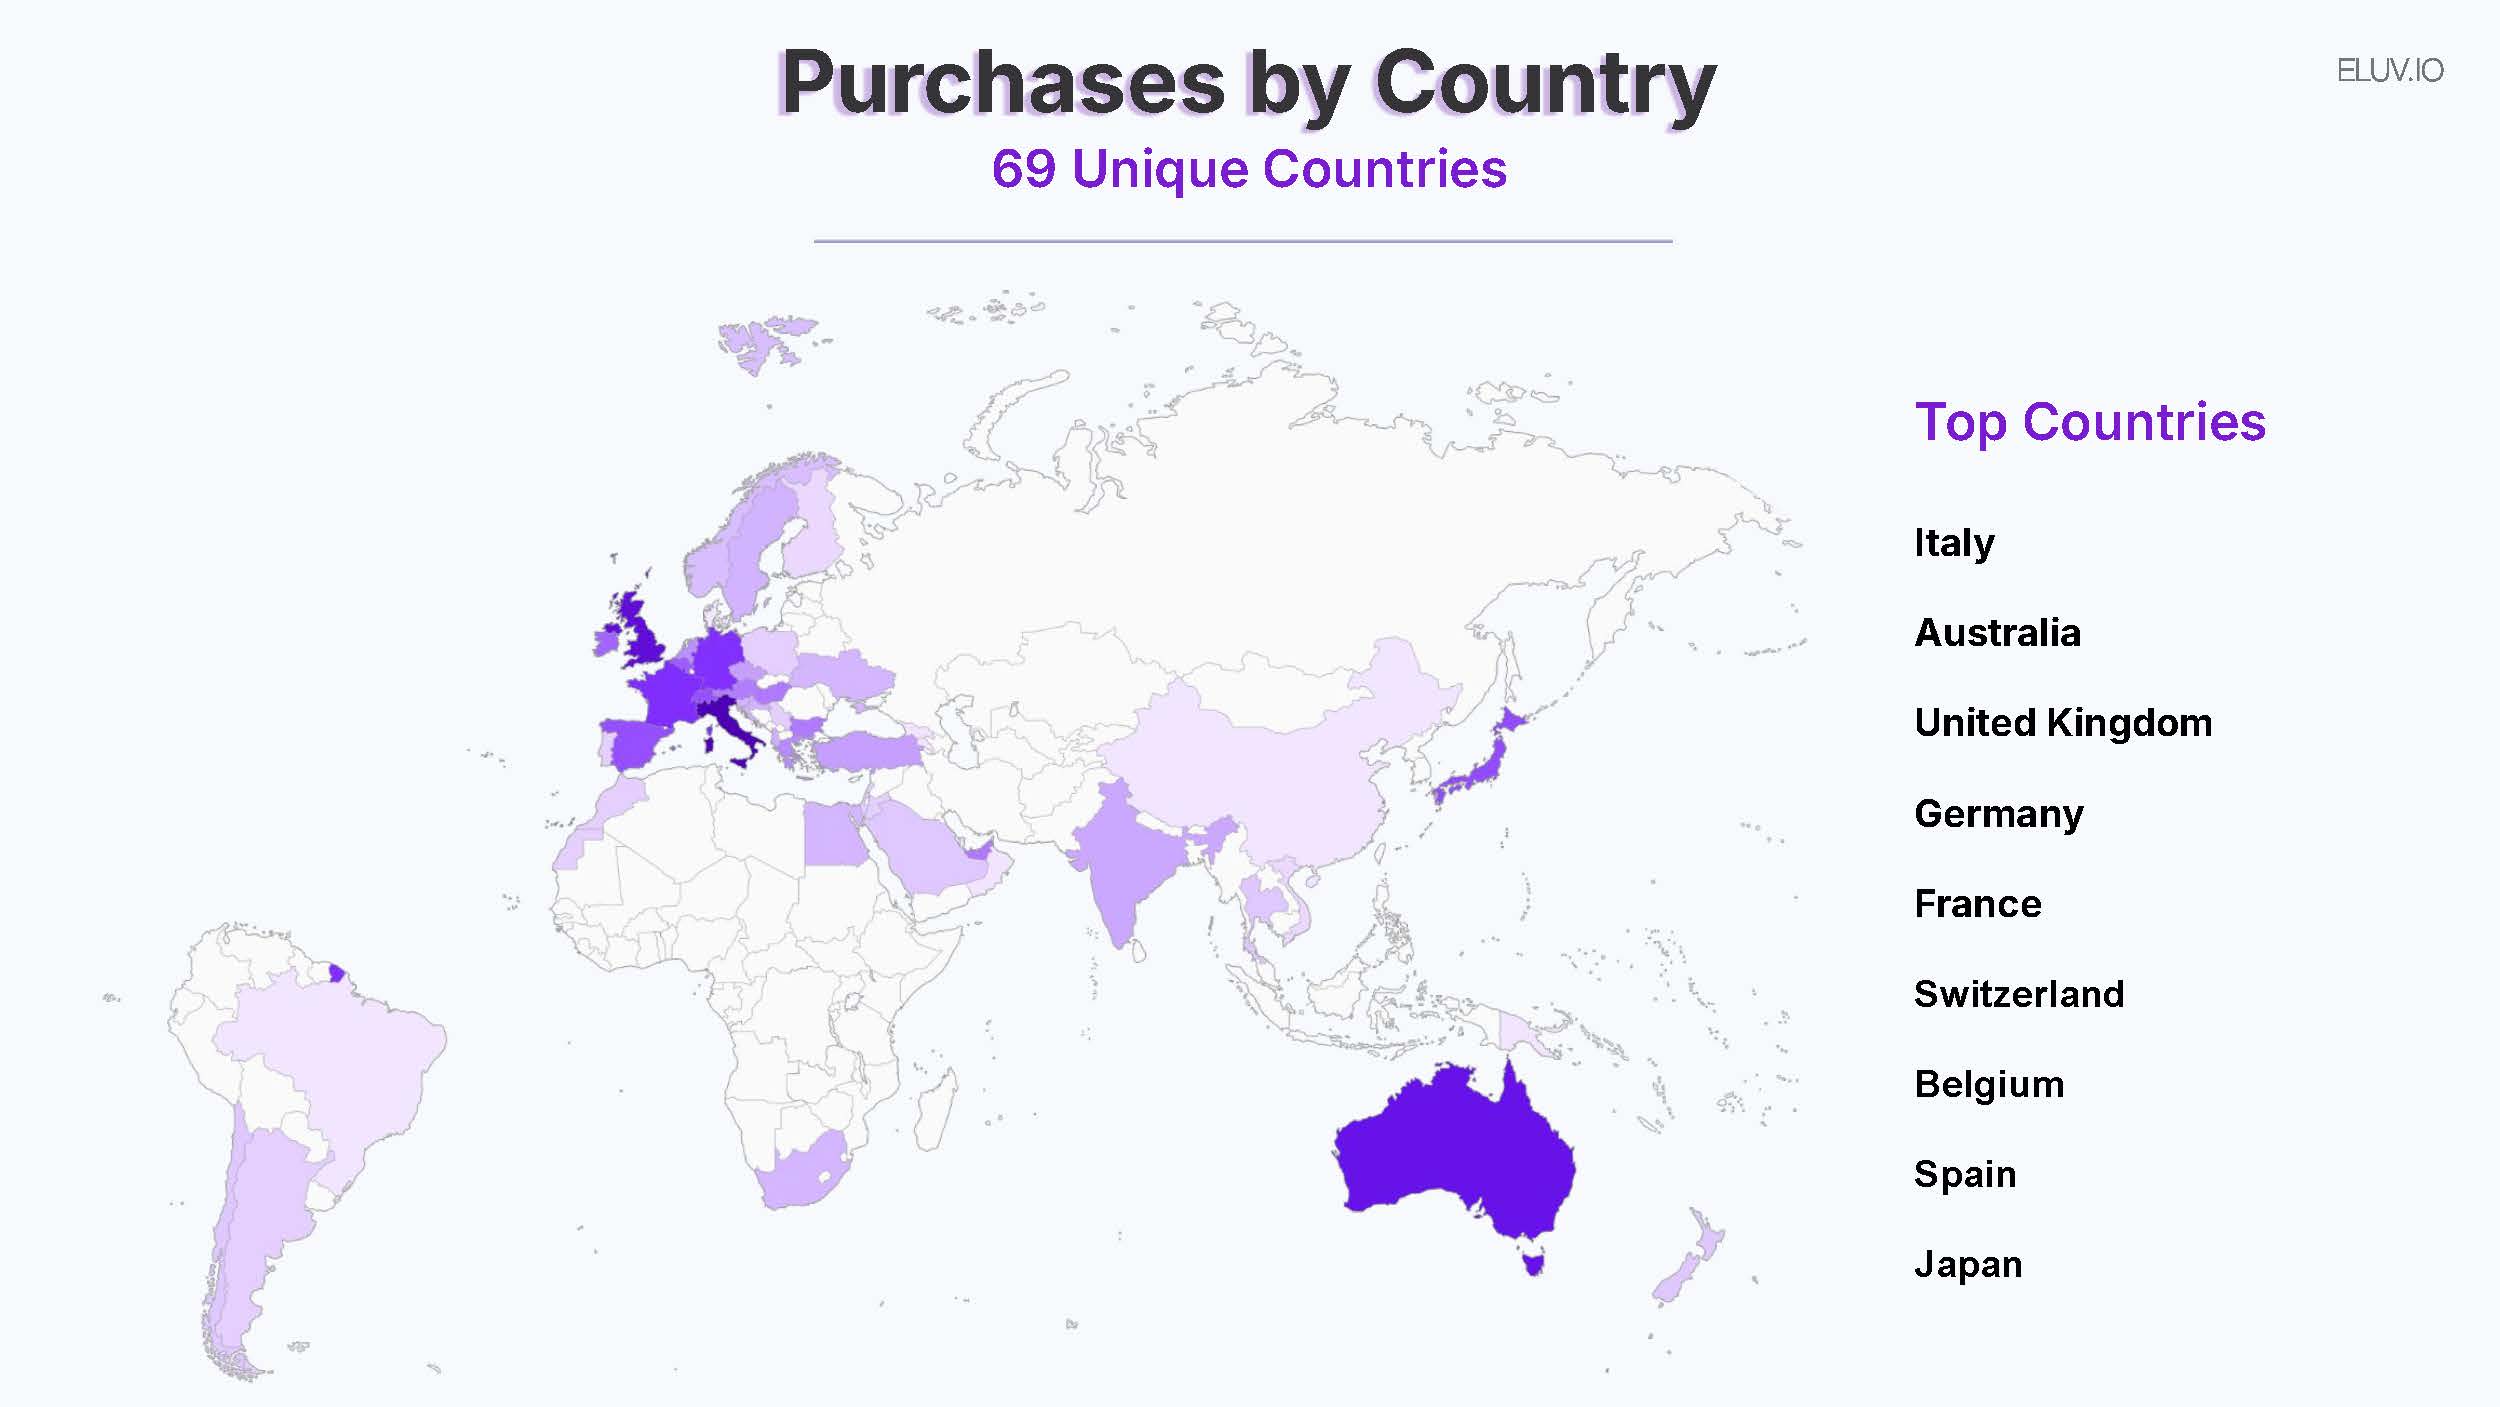 Purchases by Country
ELUV.IO
69 Unique Countries
Top Countries
Italy
Australia
United Kingdom
Germany
France
Switzerland
Belgium
Spain
Japan